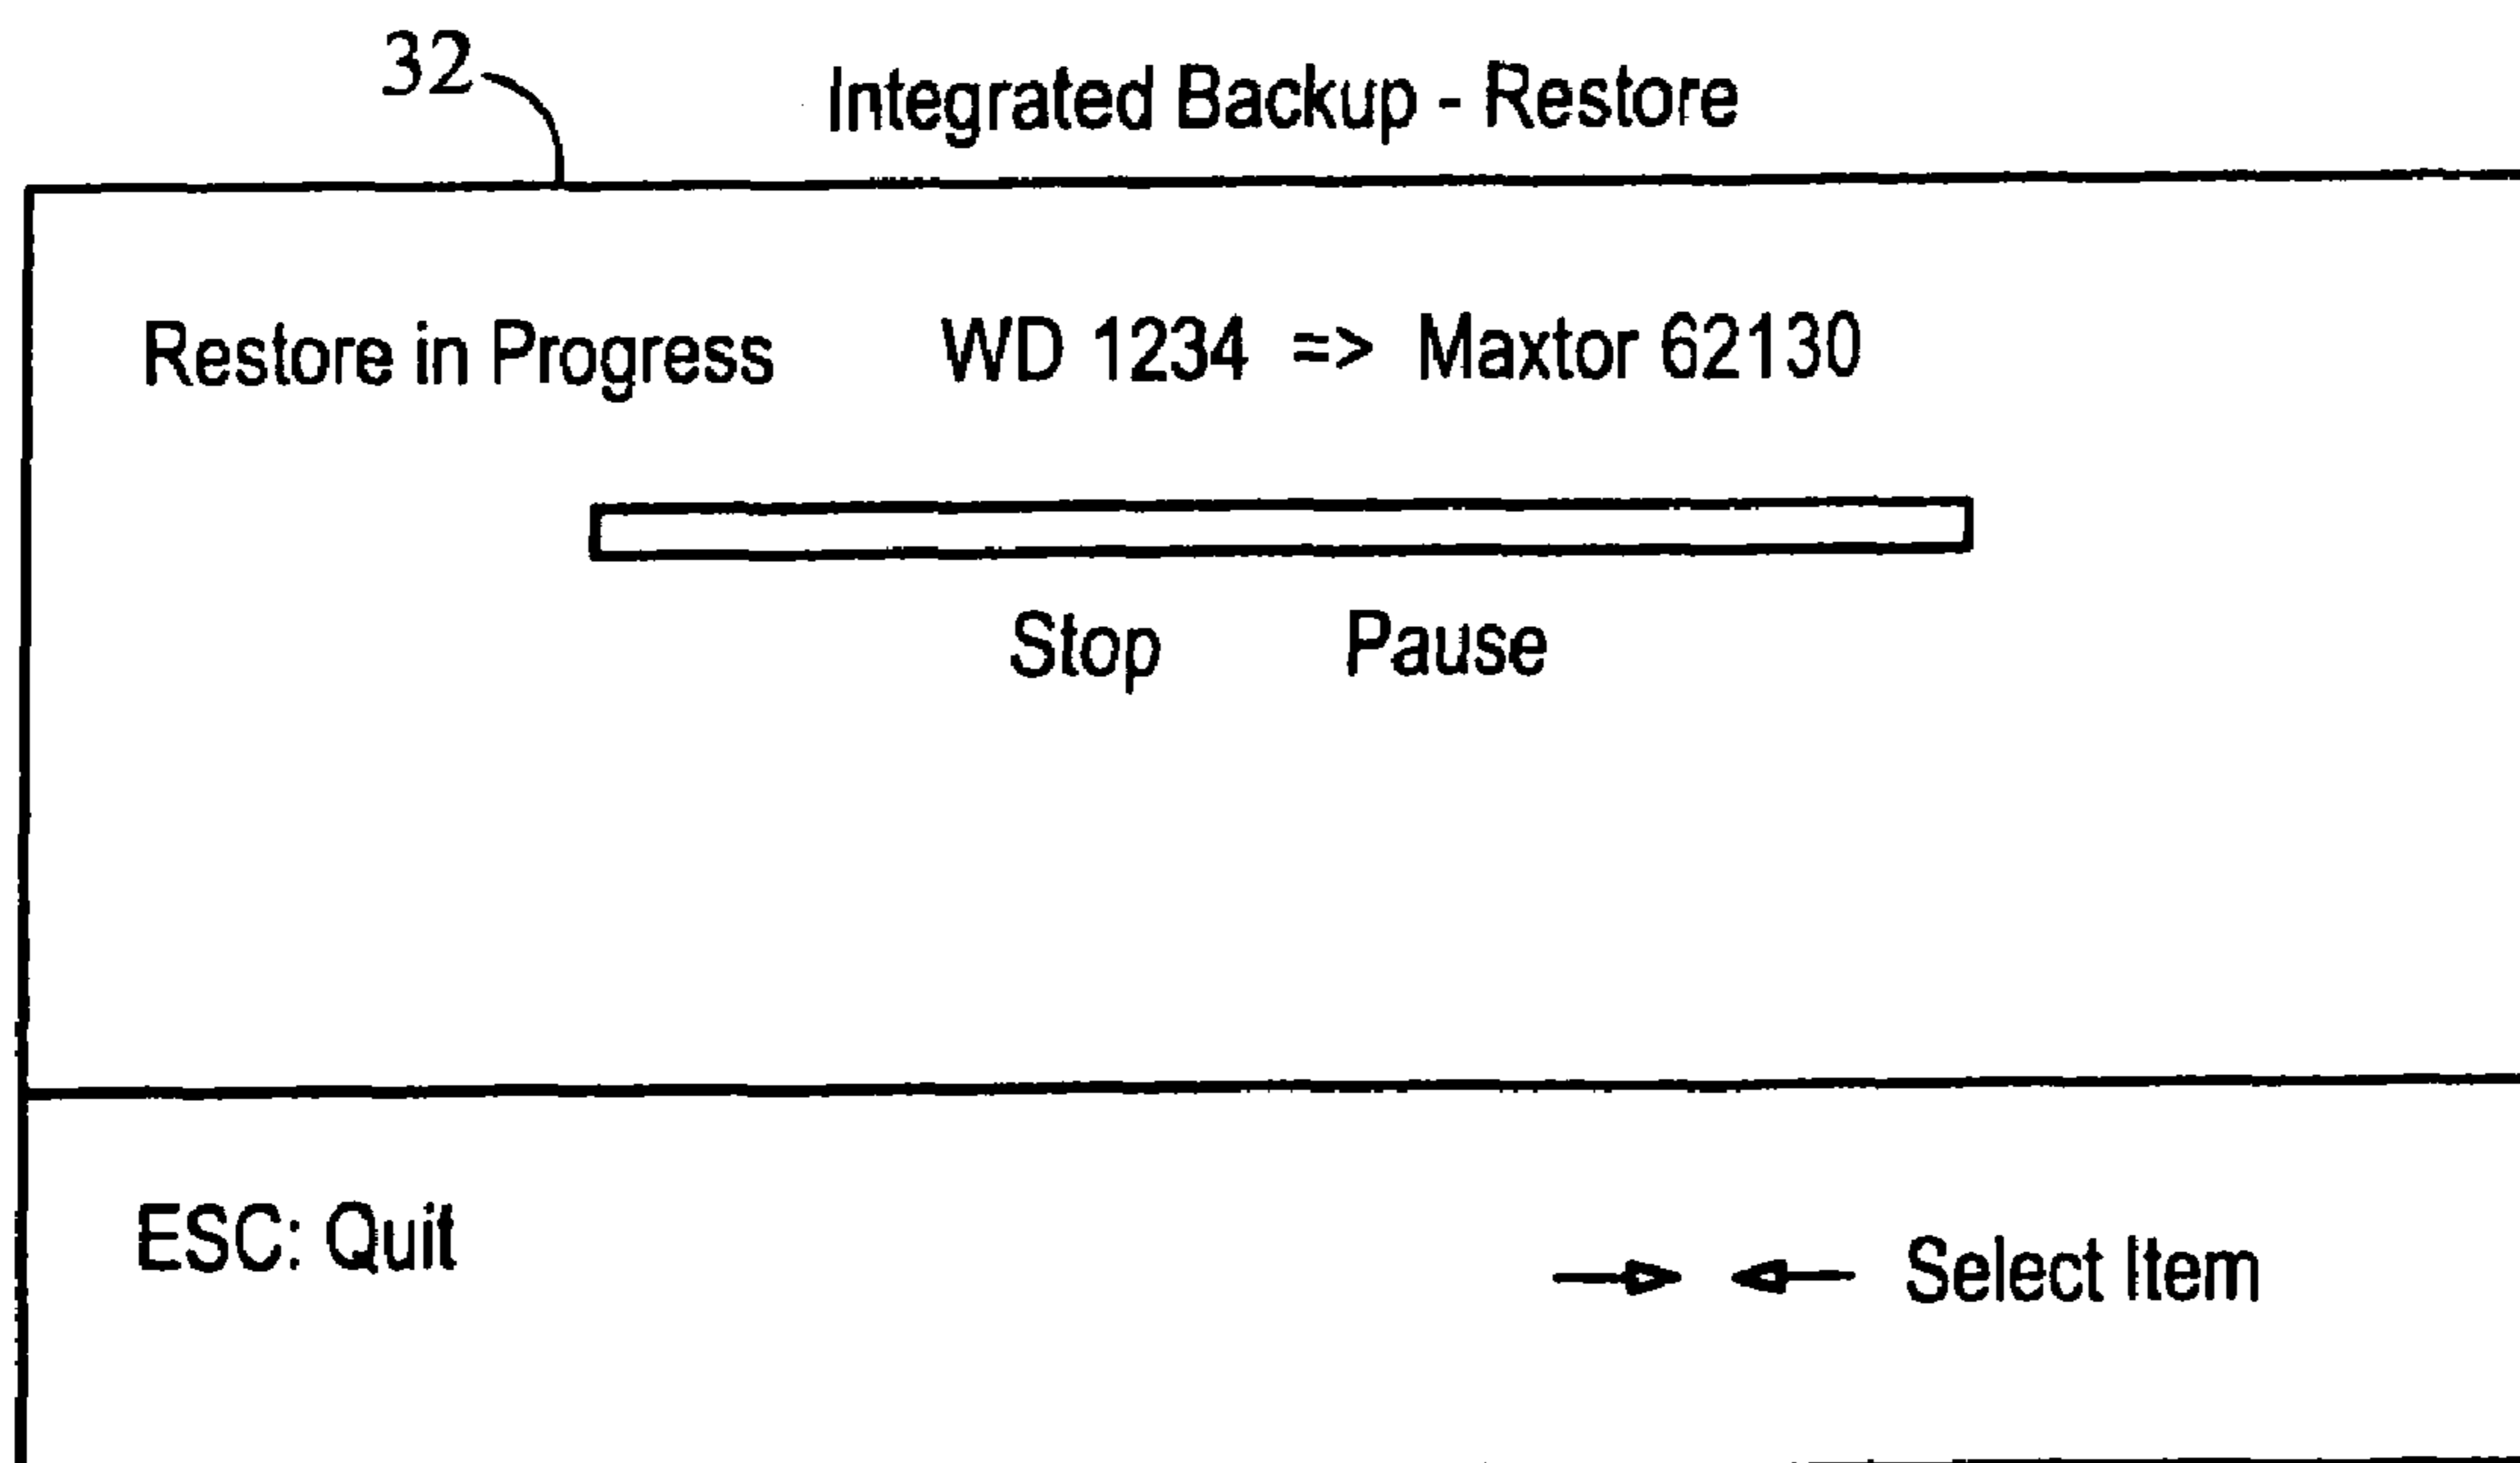 32
Integrated Backup - Restore
Restore in Progress WD 1234 => Maxtor 62130
Stop Pause
ESC: Quit
→ ← Select Item